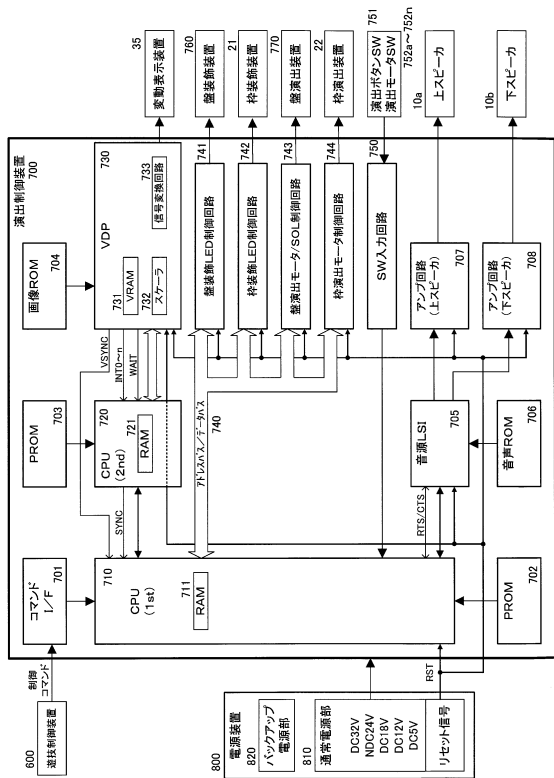 演出制御装置
700
画像ROM
704
PROM
703
コマンド
I/F
701
制御
コマンド
遊技制御装置
600
VDP
730
VRAM
731
スケーラ
732
信号変換回路
733
変動表示装置
35
VSYNC
INT0～n
WAIT
CPU
(2nd)
720
RAM
721
SYNC
CPU
(1st)
710
RAM
711
盤装飾LED制御回路
741
盤装飾装置
760
枠装飾LED制御回路
742
枠装飾装置
21
盤演出モータ/SOL制御回路
743
盤演出装置
770
枠演出モータ制御回路
744
枠演出装置
22
アドレスバス／データバス
740
SW入力回路
750
演出ボタンSW
演出モータSW
751
752a～752n
アンプ回路
(上スピーカ)
707
上スピーカ
10a
アンプ回路
(下スピーカ)
708
下スピーカ
10b
音源LSI
705
音声ROM
706
RTS/CTS
PROM
702
RST
電源装置
800
バックアップ
電源部
820
通常電源部
810
DC32V
NDC24V
DC18V
DC12V
DC5V
リセット信号